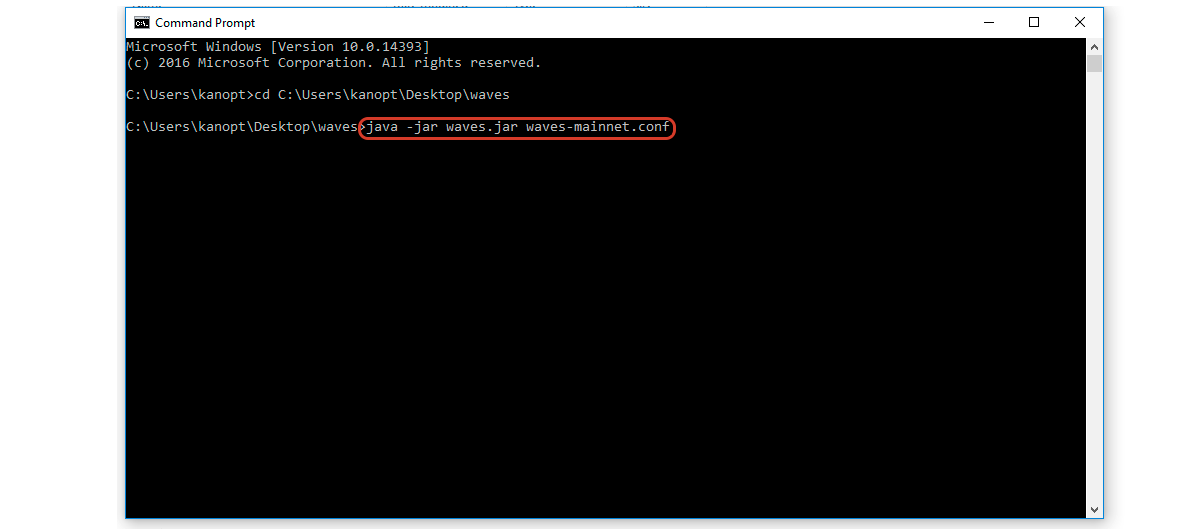 Command Prompt
Microsoft Windows [Version 10.0.14393]
(c) 2016 Microsoft Corporation. All rights reserved.
C:\Users\kanopt>cd C:\Users\kanopt\Desktop\waves
C:\Users\kanopt\Desktop\waves>java -jar waves.jar waves-mainnet.conf